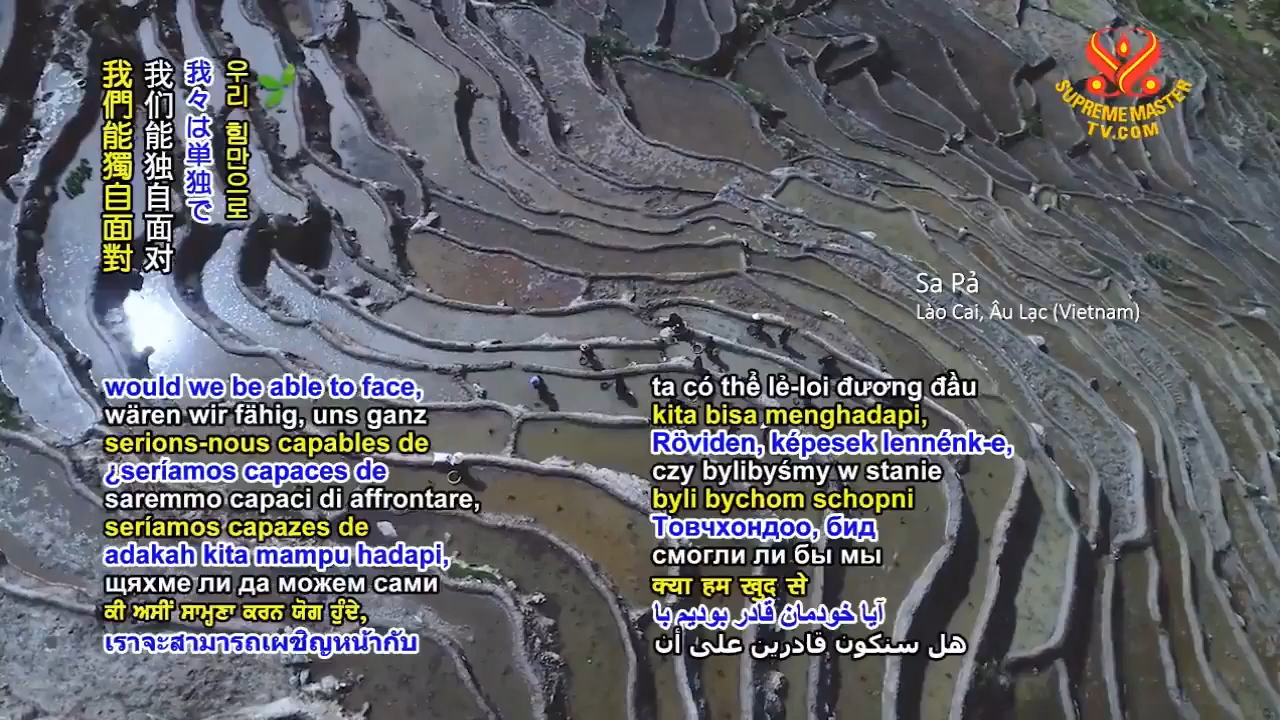 우리 힘만으로
我々は単独で
我们能独自面对
我們能獨自面對
SUPREME MASTER
TV.COM
Sa Pả
Lào Cai, Âu Lạc (Vietnam)
would we be able to face,
wären wir fähig, uns ganz
serions-nous capables de
¿seríamos capaces de
saremmo capaci di affrontare,
seríamos capazes de
adakah kita mampu hadapi,
щяхме ли да можем сами
ਕੀ ਅਸੀਂ ਸਾਮ੍ਹਣਾ ਕਰਨ ਯੋਗ ਹੁੰਦੇ,
เราจะสามารถเผชิญหน้ากับ
ta có thể lẻ-loi đương đầu
kita bisa menghadapi,
Röviden, képesek lennénk-e,
czy bylibyśmy w stanie
byli bychom schopni
Товчхондоо, бид
смогли ли бы мы
क्या हम खुद से
آیا خودمان قادر بودیم با
هل سنكون قادرين على أن